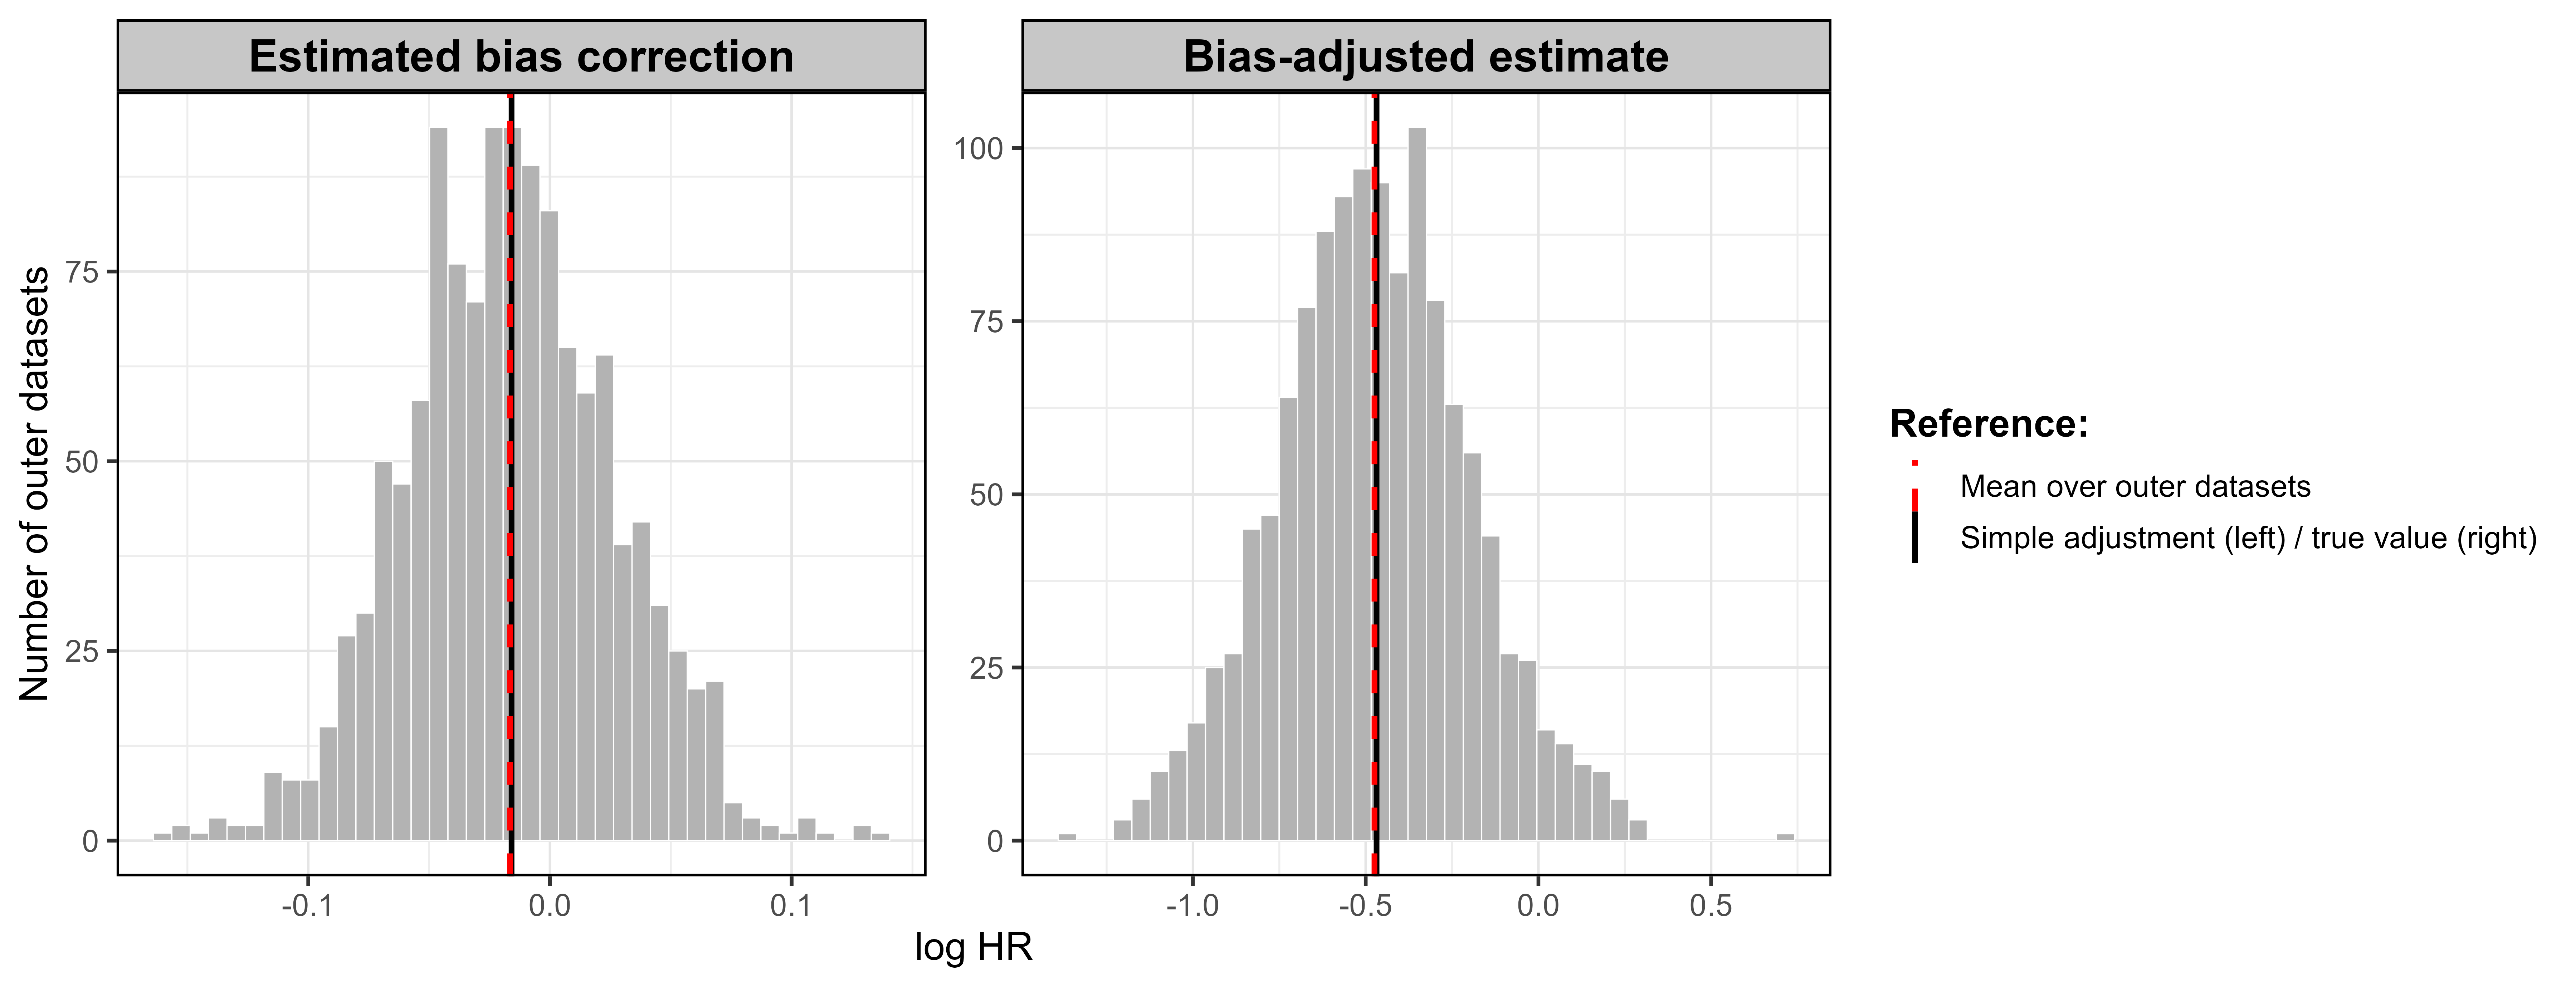 Estimated bias correction
Bias-adjusted estimate
Number of outer datasets
75
50
25
0
-0.1
0.0
0.1
100
75
50
25
0
-1.0
-0.5
0.0
0.5
log HR
Reference:
Mean over outer datasets
Simple adjustment (left) / true value (right)